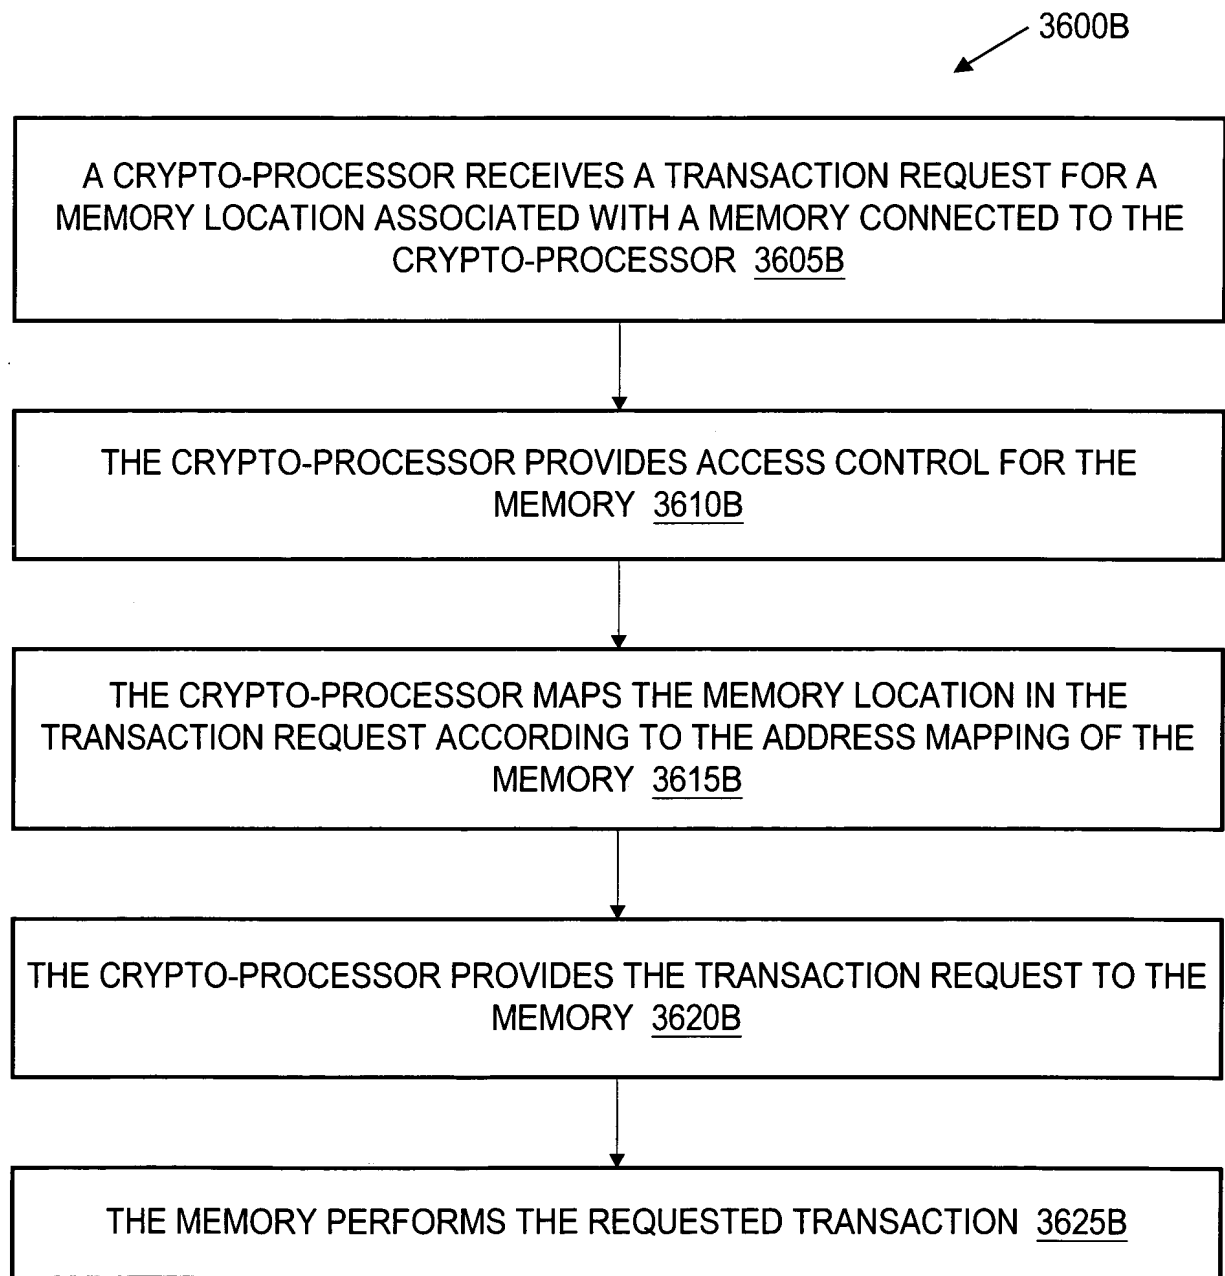 3600B
A CRYPTO-PROCESSOR RECEIVES A TRANSACTION REQUEST FOR A
MEMORY LOCATION ASSOCIATED WITH A MEMORY CONNECTED TO THE
CRYPTO-PROCESSOR 3605B
THE CRYPTO-PROCESSOR PROVIDES ACCESS CONTROL FOR THE
MEMORY 3610B
THE CRYPTO-PROCESSOR MAPS THE MEMORY LOCATION IN THE
TRANSACTION REQUEST ACCORDING TO THE ADDRESS MAPPING OF THE
MEMORY 3615B
THE CRYPTO-PROCESSOR PROVIDES THE TRANSACTION REQUEST TO THE
MEMORY 3620B
THE MEMORY PERFORMS THE REQUESTED TRANSACTION 3625B